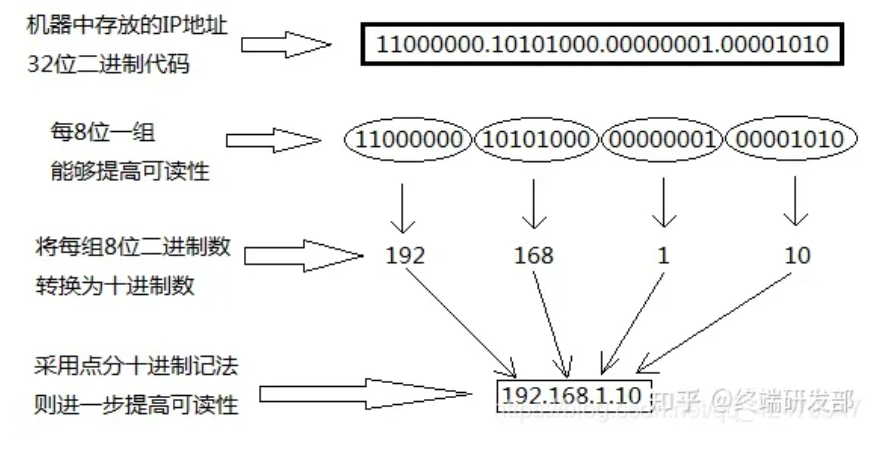 机器中存放的IP地址
32位二进制代码
11000000.10101000.00000001.00001010
每8位一组
能够提高可读性
11000000 10101000 00000001 00001010
将每组8位二进制数
转换为十进制数
192 168 1 10
采用点分十进制记法
则进一步提高可读性
192.168.1.10
知乎 @终端研发部